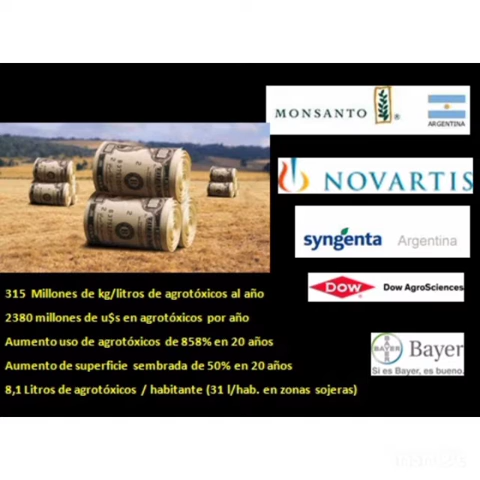 MONSANTO ®
ARGENTINA
NOVARTIS
syngenta Argentina
DOW Dow AgroSciences
BAYER Bayer
Si es Bayer, es bueno.
315 Millones de kg/litros de agrotóxicos al año
2380 millones de u$s en agrotóxicos por año
Aumento uso de agrotóxicos de 858% en 20 años
Aumento de superficie sembrada de 50% en 20 años
8,1 Litros de agrotóxicos / habitante (31 l/hab. en zonas sojeras)